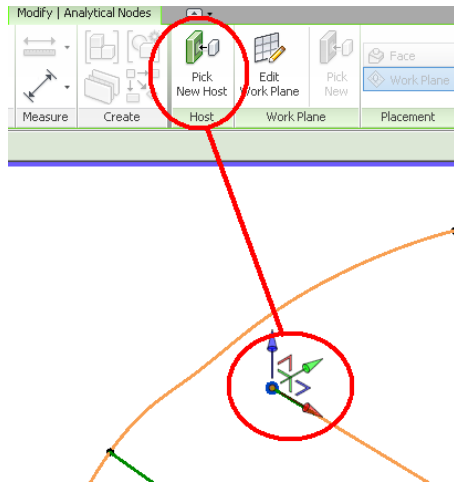 Modify | Analytical Nodes
Pick
New Host
Edit
Work Plane
Pick
New
Face
Work Plane
Measure
Create
Host
Work Plane
Placement